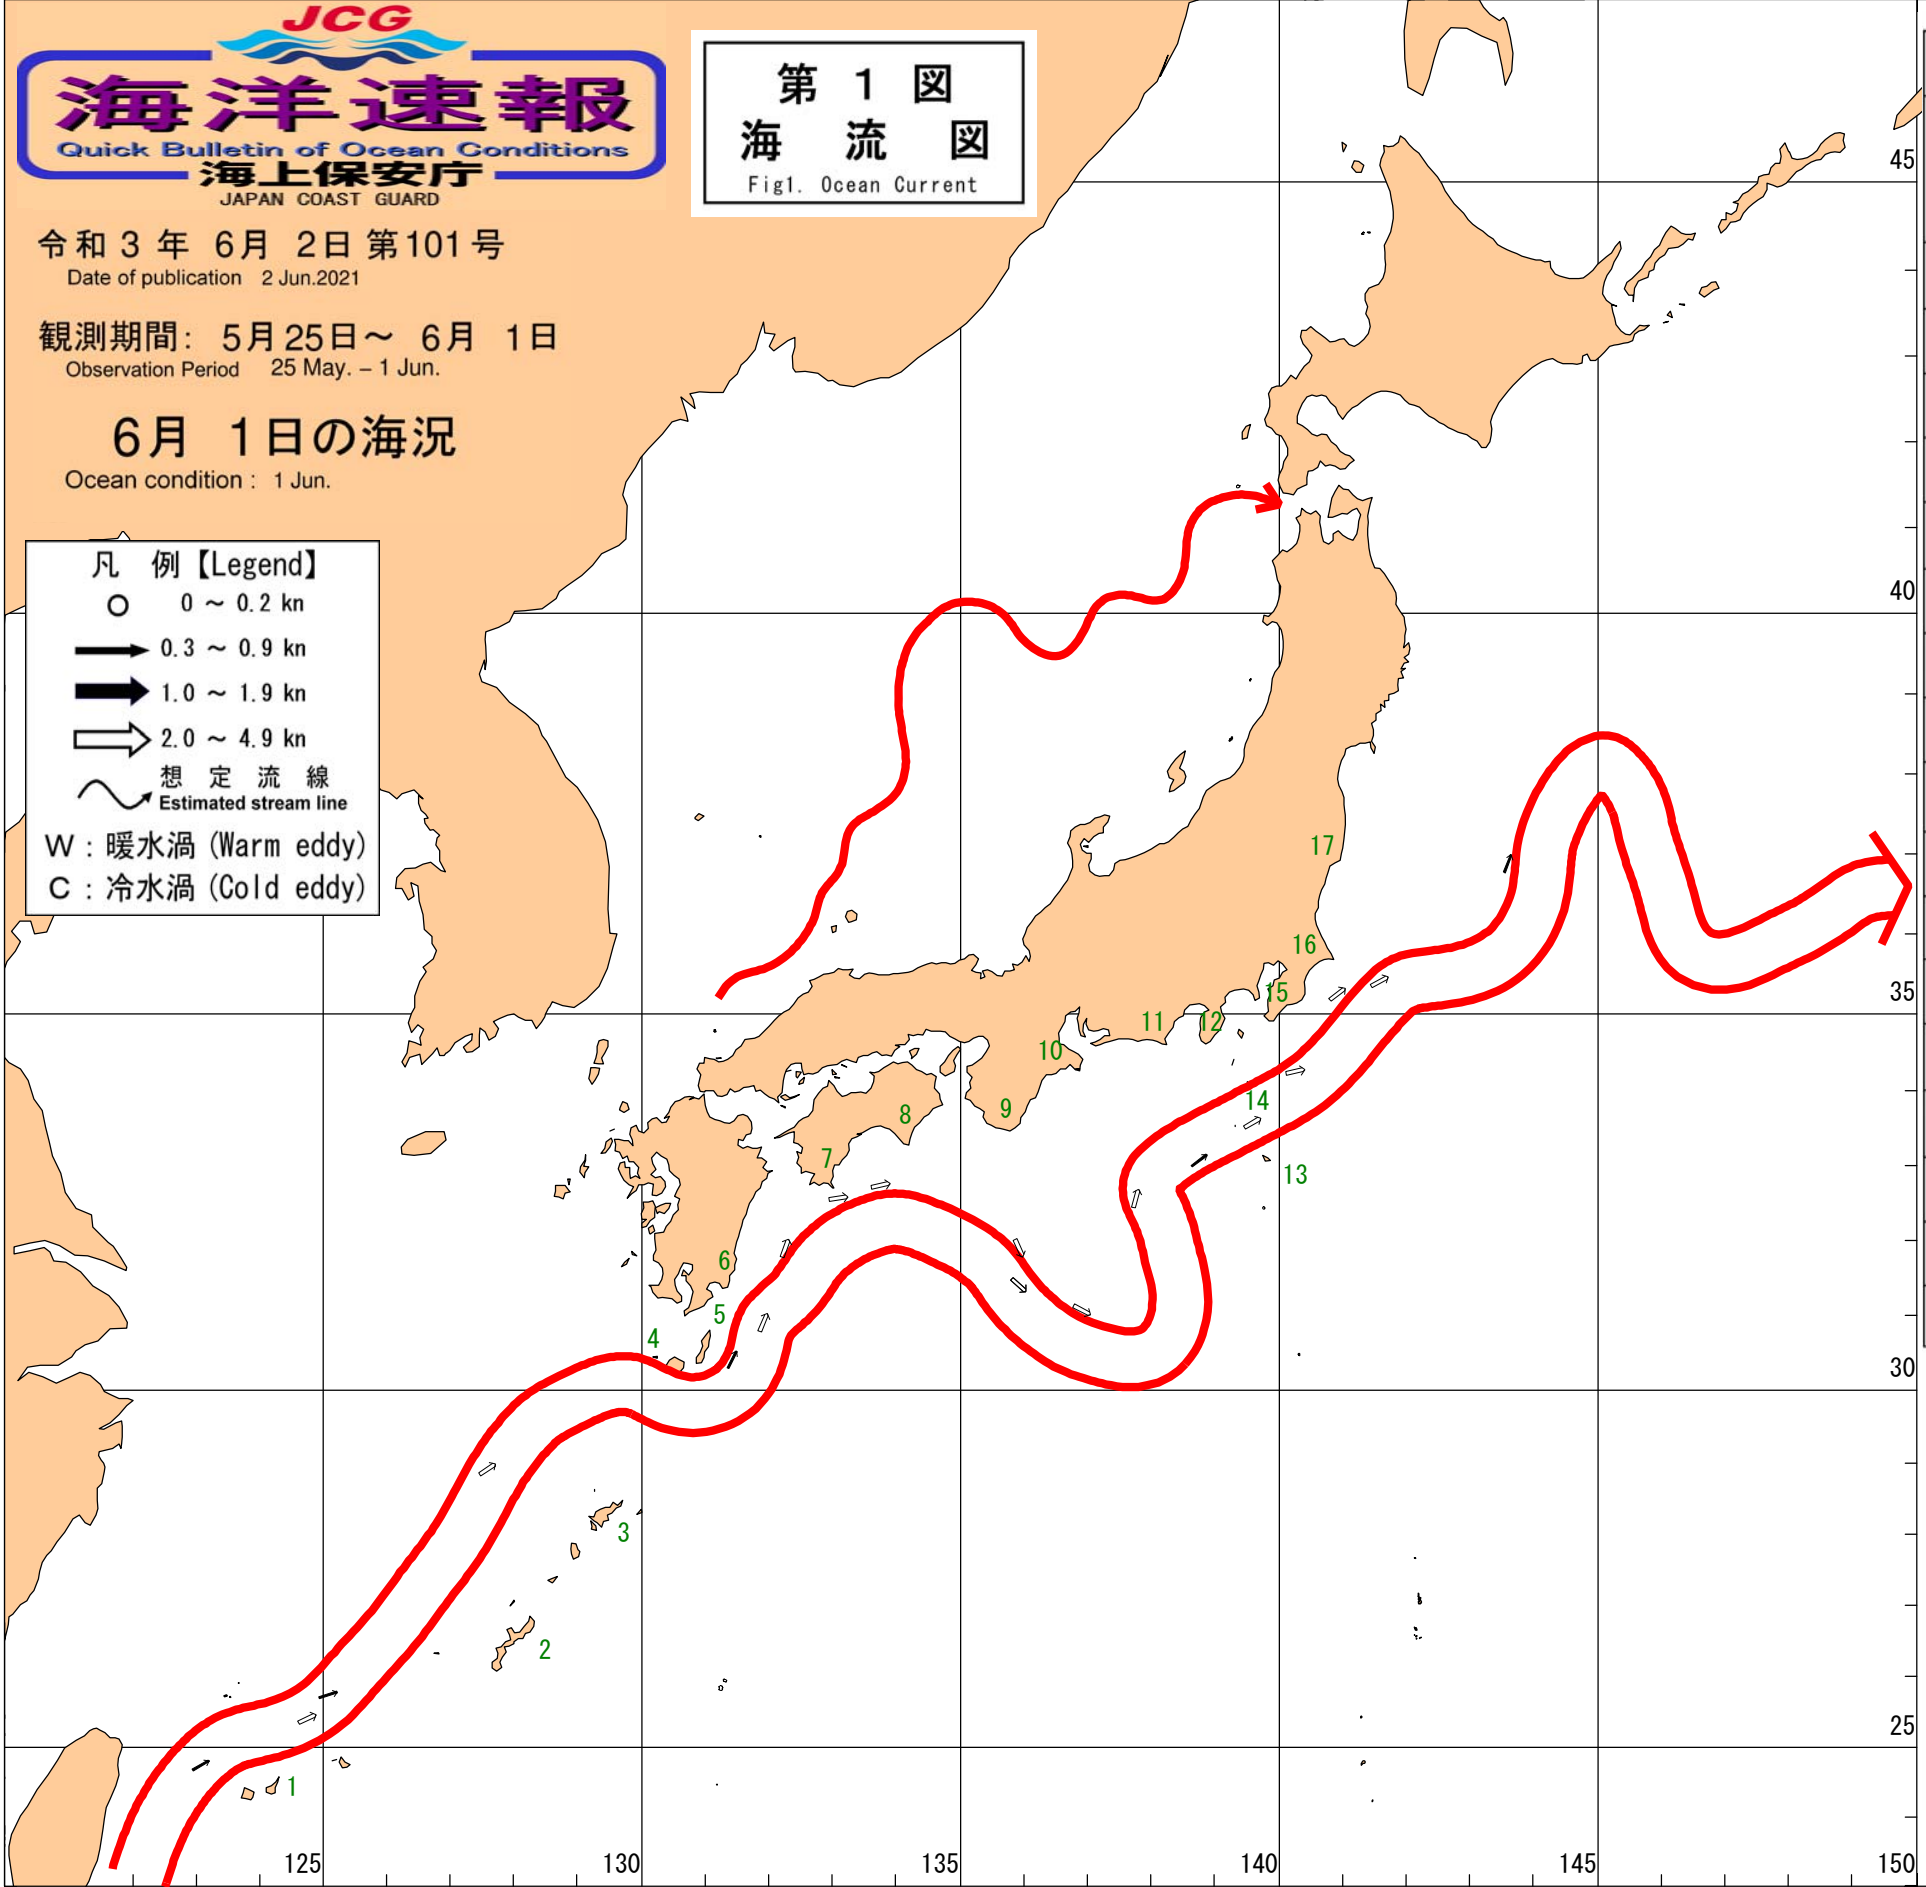 JCG
海洋速報
Quick Bulletin of Ocean Conditions
海上保安庁
JAPAN COAST GUARD
令和 3 年 6月 2日 第101号
Date of publication 2 Jun.2021
観測期間: 5月25日～ 6月 1日
Observation Period 25 May. – 1 Jun.
6月 1日の海況
Ocean condition : 1 Jun.
第 1 図
海 流 図
Fig1. Ocean Current
凡 例【Legend】
0 ～ 0.2 kn
0.3 ～ 0.9 kn
1.0 ～ 1.9 kn
2.0 ～ 4.9 kn
想 定 流 線
Estimated stream line
W : 暖水渦 (Warm eddy)
C : 冷水渦 (Cold eddy)
45
40
35
30
25
17
16
15
12
11
10
14
9
8
7
13
6
5
4
3
2
1
125
130
135
140
145
150